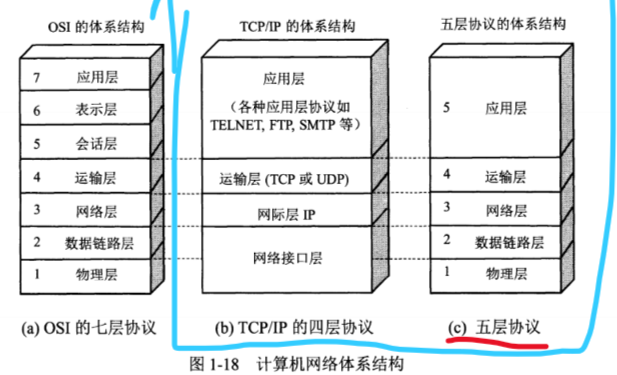 OSI 的体系结构
7 应用层
6 表示层
5 会话层
4 运输层
3 网络层
2 数据链路层
1 物理层
(a) OSI 的七层协议
TCP/IP 的体系结构
应用层
（各种应用层协议如
TELNET, FTP, SMTP 等）
运输层 (TCP 或 UDP)
网际层 IP
网络接口层
(b) TCP/IP 的四层协议
五层协议的体系结构
5 应用层
4 运输层
3 网络层
2 数据链路层
1 物理层
(c) 五层协议
图 1-18 计算机网络体系结构